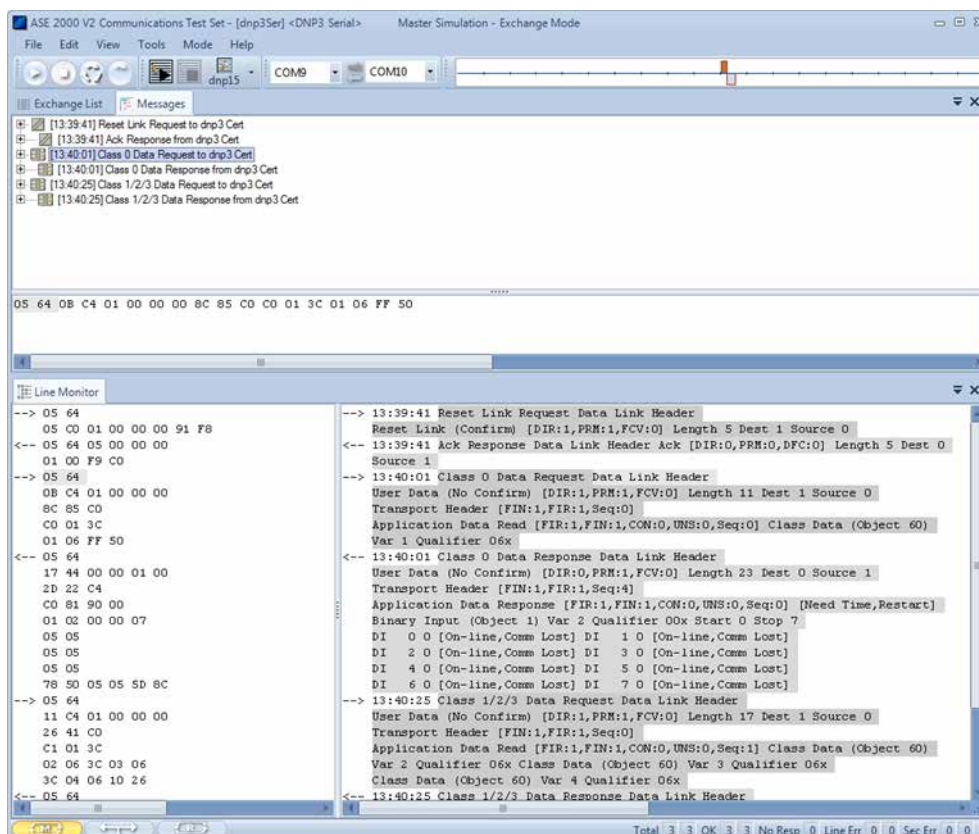 ASE 2000 V2 Communications Test Set - [dnp3Ser] <DNP3 Serial> Master Simulation - Exchange Mode
File Edit View Tools Mode Help
dnp15 COM9 COM10
Exchange List Messages
[13:39:41] Reset Link Request to dnp3 Cert
[13:39:41] Ack Response from dnp3 Cert
[13:40:01] Class 0 Data Request to dnp3 Cert
[13:40:01] Class 0 Data Response from dnp3 Cert
[13:40:25] Class 1/2/3 Data Request to dnp3 Cert
[13:40:25] Class 1/2/3 Data Response from dnp3 Cert
05 64 0B C4 01 00 00 00 8C 85 C0 C0 01 3C 01 06 FF 50
Line Monitor
--> 05 64
05 C0 01 00 00 00 91 F8
<-- 05 64 05 00 00 00
01 00 F9 C0
--> 05 64
0B C4 01 00 00 00
8C 85 C0
C0 01 3C
01 06 FF 50
<-- 05 64
17 44 00 00 01 00
2D 22 C4
C0 81 90 00
01 02 00 00 07
05 05
05 05
05 05
78 50 05 05 5D 8C
--> 05 64
11 C4 01 00 00 00
26 41 C0
C1 01 3C
02 06 3C 03 06
3C 04 06 10 26
<-- 05 64
--> 13:39:41 Reset Link Request Data Link Header
Reset Link (Confirm) [DIR:1,PRM:1,FCV:0] Length 5 Dest 1 Source 0
<-- 13:39:41 Ack Response Data Link Header Ack [DIR:0,PRM:0,DFC:0] Length 5 Dest 0
Source 1
--> 13:40:01 Class 0 Data Request Data Link Header
User Data (No Confirm) [DIR:1,PRM:1,FCV:0] Length 11 Dest 1 Source 0
Transport Header [FIN:1,FIR:1,Seq:0]
Application Data Read [FIR:1,FIN:1,CON:0,UNS:0,Seq:0] Class Data (Object 60)
Var 1 Qualifier 06x
<-- 13:40:01 Class 0 Data Response Data Link Header
User Data (No Confirm) [DIR:0,PRM:1,FCV:0] Length 23 Dest 0 Source 1
Transport Header [FIN:1,FIR:1,Seq:4]
Application Data Response [FIR:1,FIN:1,CON:0,UNS:0,Seq:0] [Need Time,Restart]
Binary Input (Object 1) Var 2 Qualifier 00x Start 0 Stop 7
DI 0 0 [On-line,Comm Lost] DI 1 0 [On-line,Comm Lost]
DI 2 0 [On-line,Comm Lost] DI 3 0 [On-line,Comm Lost]
DI 4 0 [On-line,Comm Lost] DI 5 0 [On-line,Comm Lost]
DI 6 0 [On-line,Comm Lost] DI 7 0 [On-line,Comm Lost]
--> 13:40:25 Class 1/2/3 Data Request Data Link Header
User Data (No Confirm) [DIR:1,PRM:1,FCV:0] Length 17 Dest 1 Source 0
Transport Header [FIN:1,FIR:1,Seq:0]
Application Data Read [FIR:1,FIN:1,CON:0,UNS:0,Seq:1] Class Data (Object 60)
Var 2 Qualifier 06x Class Data (Object 60) Var 3 Qualifier 06x
Class Data (Object 60) Var 4 Qualifier 06x
<-- 13:40:25 Class 1/2/3 Data Response Data Link Header
Total 3 3 OK 3 3 No Resp 0 Line Err 0 0 Sec Err 0 0